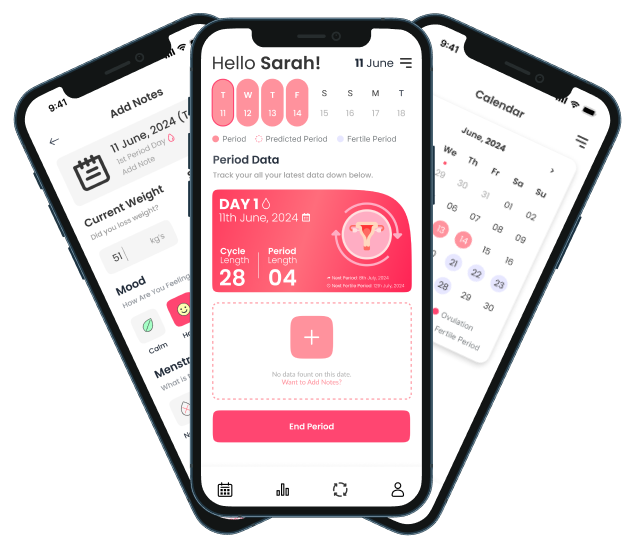 9:41
Add Notes
11 June, 2024
1st Period Day
Add Note
Current Weight
Did you loss weight?
51
kg's
Mood
How Are You Feeling
Calm
Menstr
What is
Hello Sarah!
11 June
T W T F S S M T
11 12 13 14 15 16 17 18
Period
Predicted Period
Fertile Period
Period Data
Track your all your latest data down below.
DAY 1
11th June, 2024
Cycle Length
28
Period Length
04
Next Period 9th July, 2024
Next Fertile Period 12th July, 2024
No data fount on this date.
Want to Add Notes?
End Period
9:41
Calendar
June, 2024
We Th Fr Sa Su
29 30 31 01 02
06 07 08 09
13 14 15 16
21 22 23
28 29 30
Ovulation
Fertile Period